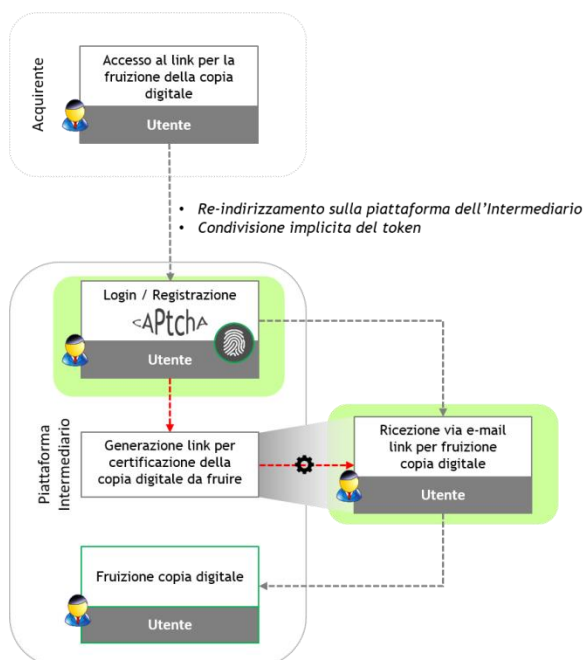 Acquirente
Accesso al link per la
fruizione della copia
digitale
Utente
• Re-indirizzamento sulla piattaforma dell'Intermediario
• Condivisione implicita del token
Piattaforma
Intermediario
Login / Registrazione
<APtchA
Utente
Generazione link per
certificazione della
copia digitale da fruire
Ricezione via e-mail
link per fruizione
copia digitale
Utente
Fruizione copia digitale
Utente